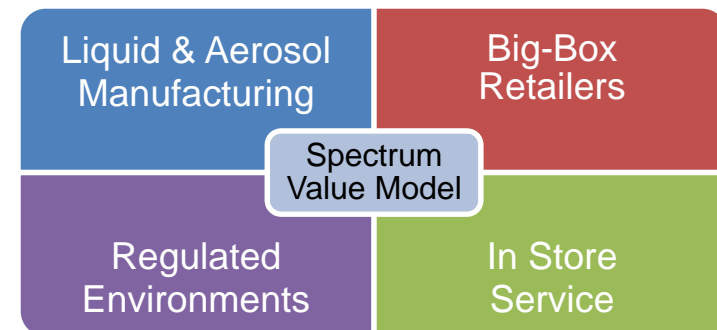 Liquid & Aerosol
Manufacturing
Big-Box
Retailers
Spectrum
Value Model
Regulated
Environments
In Store
Service